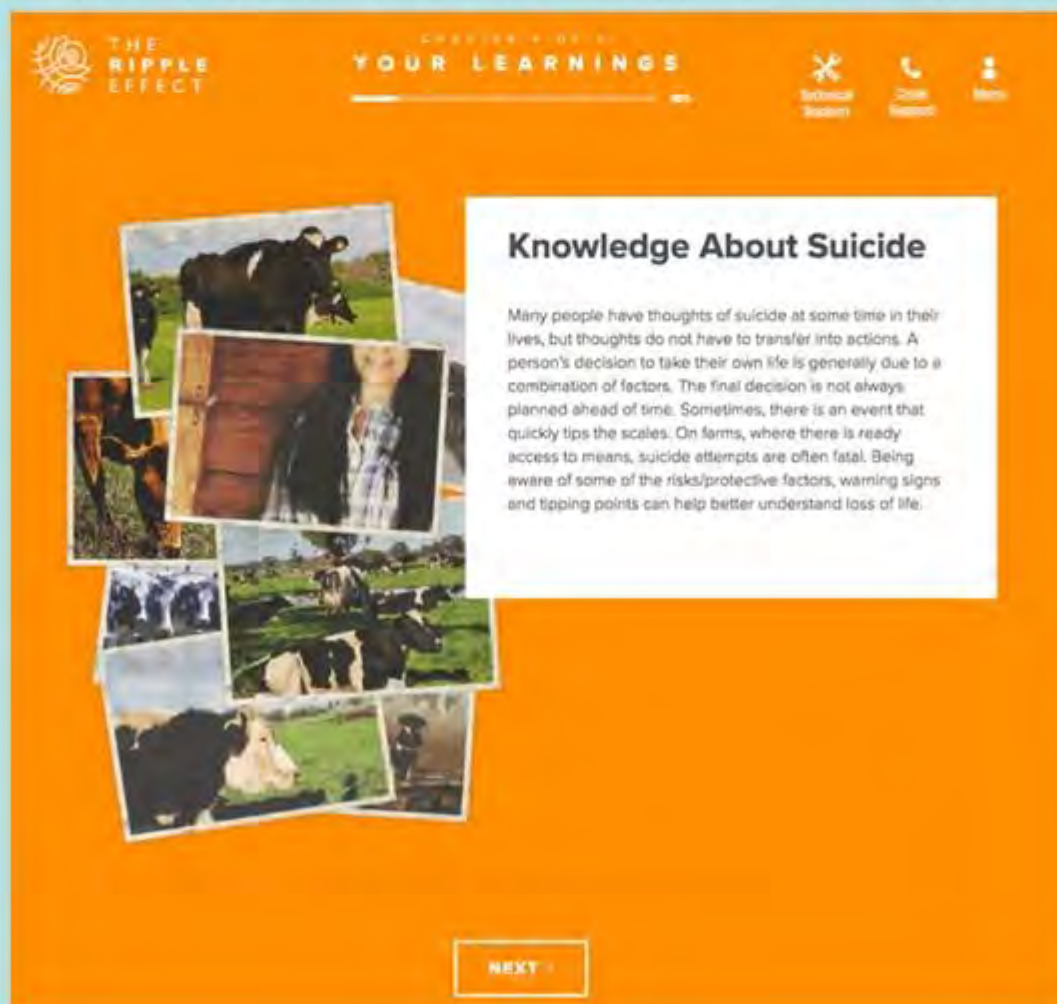 THE
RIPPLE
EFFECT
YOUR LEARNINGS
Technical
Support
Crisis
Support
Menu
Knowledge About Suicide
Many people have thoughts of suicide at some time in their
lives, but thoughts do not have to transfer into actions. A
person's decision to take their own life is generally due to a
combination of factors. The final decision is not always
planned ahead of time. Sometimes, there is an event that
quickly tips the scales. On farms, where there is ready
access to means, suicide attempts are often fatal. Being
aware of some of the risks/protective factors, warning signs
and tipping points can help better understand loss of life.
NEXT